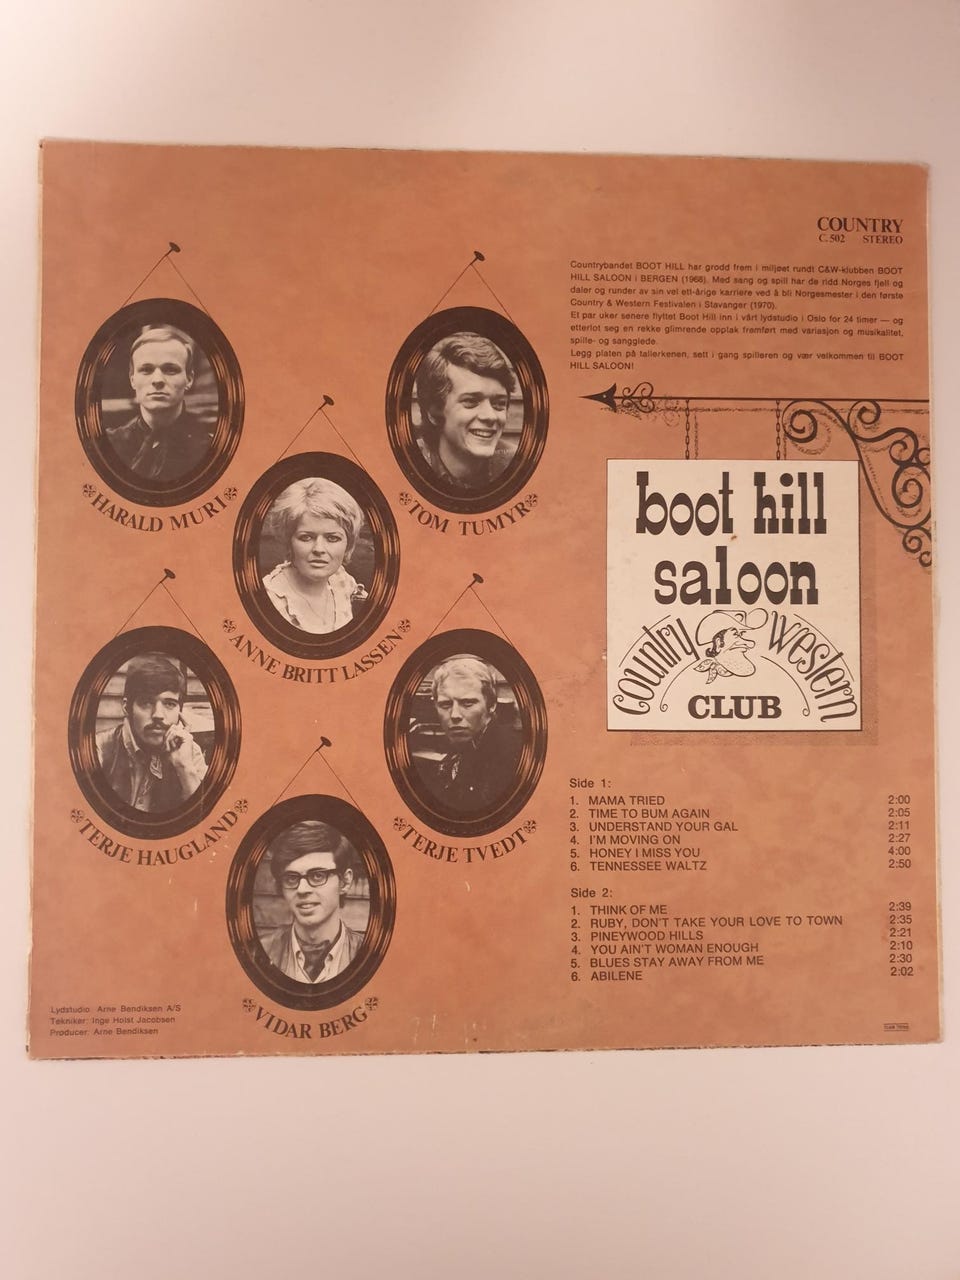 COUNTRY
C. 502 STEREO
Countrybandet BOOT HILL har grodd frem i miljøet rundt C&W-klubben BOOT
HILL SALOON i BERGEN (1968). Med sang og spill har de ridd Norges fjell og
daler og runder av sin vel ett-årige karriere ved å bli Norgesmester i den første
Country & Western Festivalen i Stavanger (1970).
Et par uker senere flyttet Boot Hill inn i vårt lydstudio i Oslo for 24 timer — og
etterlot seg en rekke glimrende opptak fremført med variasjon og musikalitet,
spille- og sangglede.
Legg platen på tallerkenen, sett i gang spilleren og vær velkommen til BOOT
HILL SALOON!
HARALD MURI
TOM TUMYR
ANNE BRITT LASSEN
TERJE HAUGLAND
TERJE TVEDT
VIDAR BERG
boot hill
saloon
country western
CLUB
Side 1:
1. MAMA TRIED 2:00
2. TIME TO BUM AGAIN 2:05
3. UNDERSTAND YOUR GAL 2:11
4. I'M MOVING ON 2:27
5. HONEY I MISS YOU 4:00
6. TENNESSEE WALTZ 2:50
Side 2:
1. THINK OF ME 2:39
2. RUBY, DON'T TAKE YOUR LOVE TO TOWN 2:35
3. PINEYWOOD HILLS 2:21
4. YOU AIN'T WOMAN ENOUGH 2:10
5. BLUES STAY AWAY FROM ME 2:30
6. ABILENE 2:02
Lydstudio: Arne Bendiksen A/S
Tekniker: Inge Holst Jacobsen
Producer: Arne Bendiksen